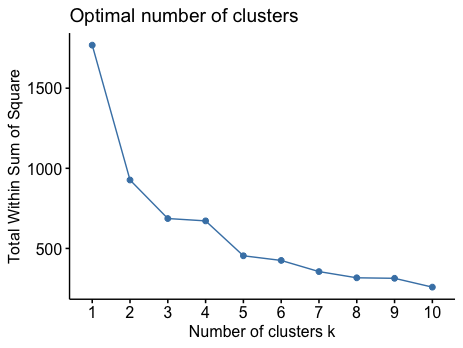 Optimal number of clusters
Total Within Sum of Square
1500
1000
500
1 2 3 4 5 6 7 8 9 10
Number of clusters k